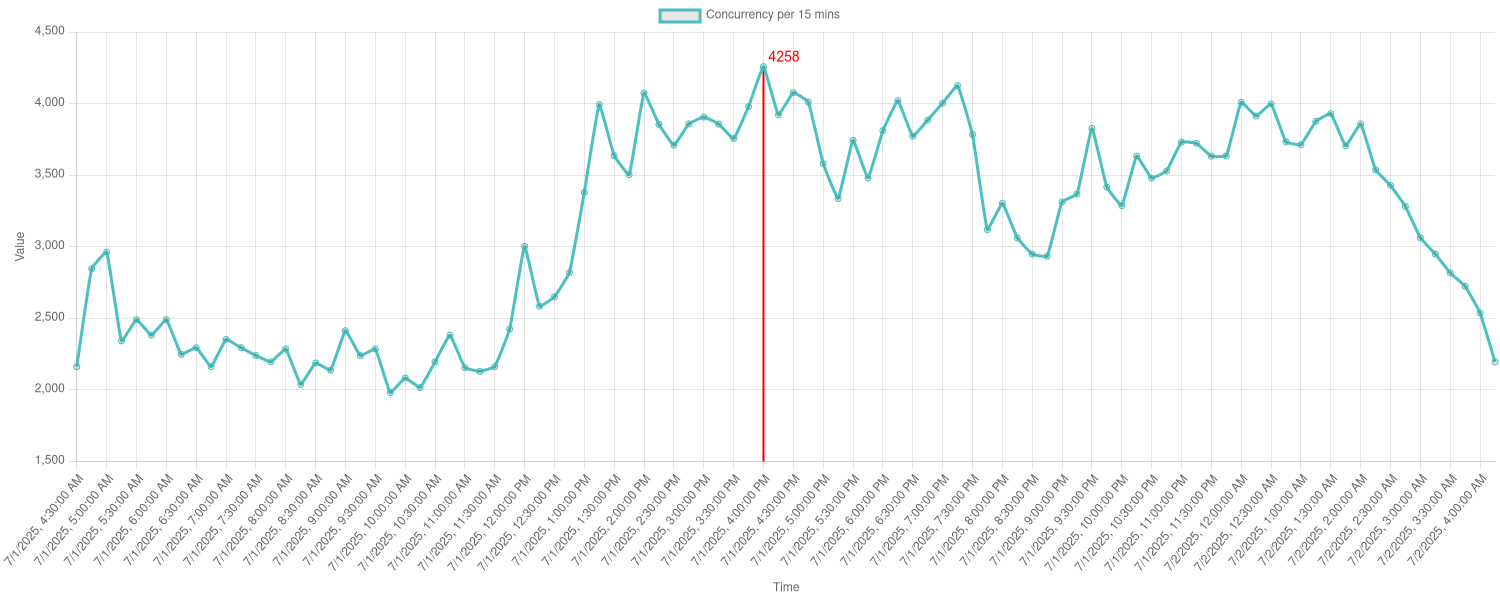 Concurrency per 15 mins
4,500
4258
4,000
3,500
3,000
2,500
2,000
1,500
Value
7/1/2025, 4:30:00 AM
7/1/2025, 5:00:00 AM
7/1/2025, 5:30:00 AM
7/1/2025, 6:00:00 AM
7/1/2025, 6:30:00 AM
7/1/2025, 7:00:00 AM
7/1/2025, 7:30:00 AM
7/1/2025, 8:00:00 AM
7/1/2025, 8:30:00 AM
7/1/2025, 9:00:00 AM
7/1/2025, 9:30:00 AM
7/1/2025, 10:00:00 AM
7/1/2025, 10:30:00 AM
7/1/2025, 11:00:00 AM
7/1/2025, 11:30:00 AM
7/1/2025, 12:00:00 PM
7/1/2025, 12:30:00 PM
7/1/2025, 1:00:00 PM
7/1/2025, 1:30:00 PM
7/1/2025, 2:00:00 PM
7/1/2025, 2:30:00 PM
7/1/2025, 3:00:00 PM
7/1/2025, 3:30:00 PM
7/1/2025, 4:00:00 PM
7/1/2025, 4:30:00 PM
7/1/2025, 5:00:00 PM
7/1/2025, 5:30:00 PM
7/1/2025, 6:00:00 PM
7/1/2025, 6:30:00 PM
7/1/2025, 7:00:00 PM
7/1/2025, 7:30:00 PM
7/1/2025, 8:00:00 PM
7/1/2025, 8:30:00 PM
7/1/2025, 9:00:00 PM
7/1/2025, 9:30:00 PM
7/1/2025, 10:00:00 PM
7/1/2025, 10:30:00 PM
7/1/2025, 11:00:00 PM
7/1/2025, 11:30:00 PM
7/2/2025, 12:00:00 AM
7/2/2025, 12:30:00 AM
7/2/2025, 1:00:00 AM
7/2/2025, 1:30:00 AM
7/2/2025, 2:00:00 AM
7/2/2025, 2:30:00 AM
7/2/2025, 3:00:00 AM
7/2/2025, 3:30:00 AM
7/2/2025, 4:00:00 AM
Time